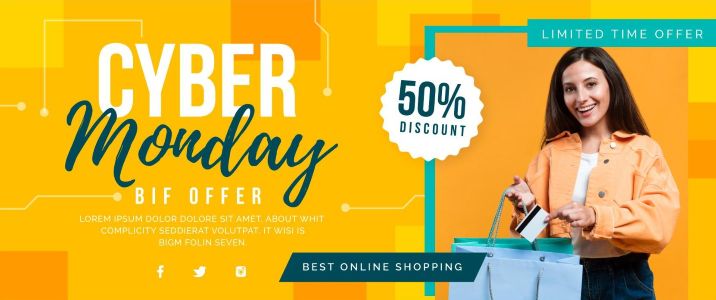 LIMITED TIME OFFER
CYBER
Monday
BIF OFFER
50%
DISCOUNT
LOREM IPSUM DOLOR DOLORE SIT AMET. ABOUT WHIT
COMPLICITY SEDDIERAT VOLUTPAT. IT WISI IS
BIGM FOLIN SEVEN.
BEST ONLINE SHOPPING